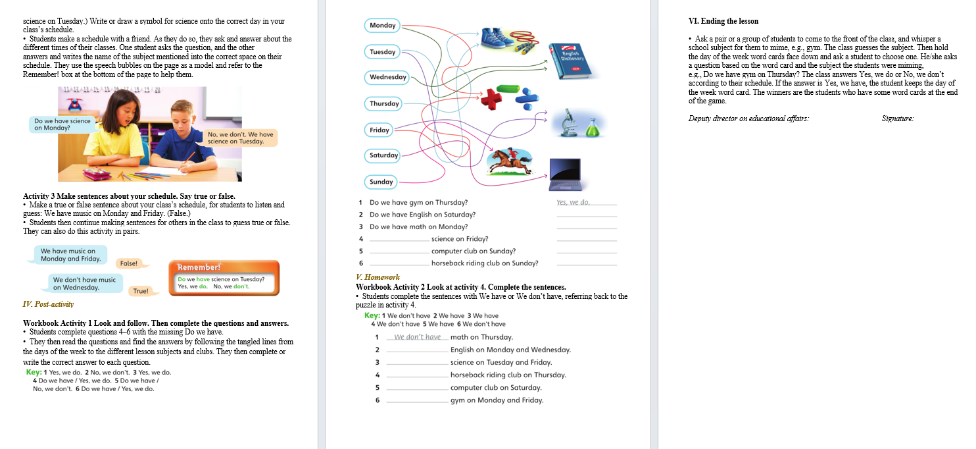 science on Tuesday.) Write or draw a symbol for science onto the correct day in your
class's schedule.
• Students make a schedule with a friend. As they do so, they ask and answer about the
different times of their classes. One student asks the question, and the other
answers and writes the name of the subject mentioned into the correct space on their
schedule. They use the speech bubbles on the page as a model and refer to the
Remember! box at the bottom of the page to help them.
Do we have science
on Monday?
No, we don't. We have
science on Tuesday.
Activity 3 Make sentences about your schedule. Say true or false.
• Make a true or false sentence about your class's schedule, for students to listen and
guess: We have music on Monday and Friday. (False.)
• Students then continue making sentences for others in the class to guess true or false.
They can also do this activity in pairs.
We have music on
Monday and Friday.
False!
We don't have music
on Wednesday.
True!
Remember!
Do we have science on Tuesday?
Yes, we do. No, we don't.
IV. Post-activity
Workbook Activity 1 Look and follow. Then complete the questions and answers.
• Students complete questions 4–6 with the missing Do we have.
• They then read the questions and find the answers by following the tangled lines from
the days of the week to the different lesson subjects and clubs. They then complete or
write the correct answer to each question.
Key: 1 Yes, we do. 2 No, we don't. 3 Yes, we do.
4 Do we have / Yes, we do. 5 Do we have /
No, we don't. 6 Do we have / Yes, we do.
Monday
Tuesday
Wednesday
Thursday
Friday
Saturday
Sunday
English
Dictionary
1 Do we have gym on Thursday? Yes, we do.
2 Do we have English on Saturday?
3 Do we have math on Monday?
4 science on Friday?
5 computer club on Sunday?
6 horseback riding club on Sunday?
V. Homework
Workbook Activity 2 Look at activity 4. Complete the sentences.
• Students complete the sentences with We have or We don't have, referring back to the
puzzle in activity 4.
Key: 1 We don't have 2 We have 3 We have
4 We don't have 5 We have 6 We don't have
1 We don't have math on Thursday.
2 English on Monday and Wednesday.
3 science on Tuesday and Friday.
4 horseback riding club on Thursday.
5 computer club on Saturday.
6 gym on Monday and Friday.
VI. Ending the lesson
• Ask a pair or a group of students to come to the front of the class, and whisper a
school subject for them to mime, e.g., gym. The class guesses the subject. Then hold
the day of the week word cards face down and ask a student to choose one. He/she asks
a question based on the word card and the subject the students were miming,
e.g., Do we have gym on Thursday? The class answers Yes, we do or No, we don't
according to their schedule. If the answer is Yes, we have, the student keeps the day of
the week word card. The winners are the students who have some word cards at the end
of the game.
Deputy director on educational affairs: Signature: